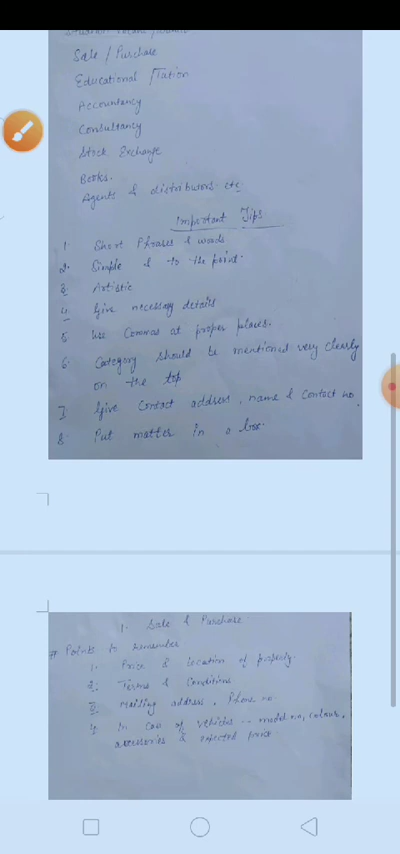 Sale / Purchase
Educational /Tation
Accountancy
Consultancy
Stock Exchange
Books.
Agents & distributors etc
Important Tips
1. Short Phrases & words
2. Simple & to the point.
3. Artistic
4. Give necessary details
5 Use Commas at proper places.
6 Category should be mentioned very clearly
on the top
7 Give Contact address, name & Contact no.
8. Put matter in a box.
1. Sale & Purchase
# Points to remember
1. Price & location of property
2. Terms & Conditions
3. Mailing address, Phone no.
4. In case of vehicles -- model no, colour,
accessories & expected price.